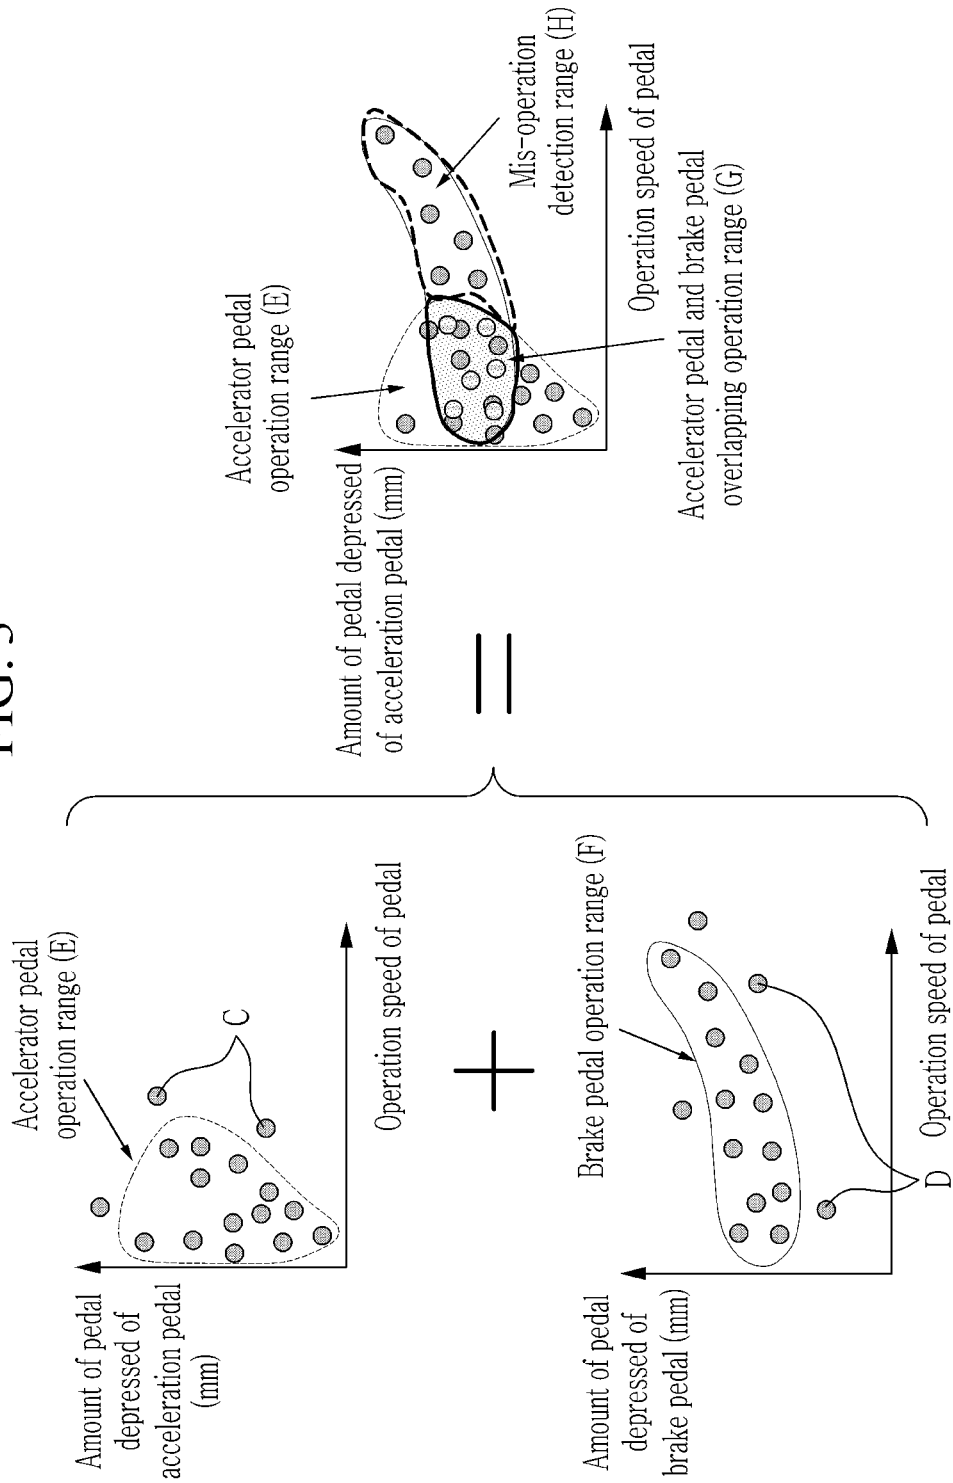 FIG.
Accelerator pedal
operation range (E)
Amount of pedal
depressed of
acceleration pedal
(mm)
C
Operation speed of pedal
Brake pedal operation range (F)
Amount of pedal
depressed of
brake pedal (mm)
Operation speed of pedal
D
Accelerator pedal
operation range (E)
Amount of pedal depressed
of acceleration pedal (mm)
Mis-operation
detection range (H)
Operation speed of pedal
Accelerator pedal and brake pedal
overlapping operation range (G)